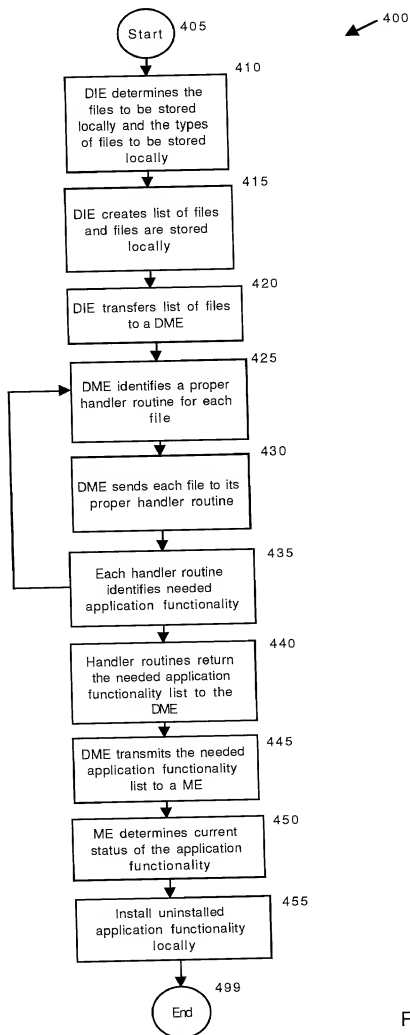 400
Start
405
410
DIE determines the
files to be stored
locally and the types
of files to be stored
locally
415
DIE creates list of files
and files are stored
locally
420
DIE transfers list of files
to a DME
425
DME identifies a proper
handler routine for each
file
430
DME sends each file to its
proper handler routine
435
Each handler routine
identifies needed
application functionality
440
Handler routines return
the needed application
functionality list to the
DME
445
DME transmits the needed
application functionality
list to a ME
450
ME determines current
status of the application
functionality
455
Install uninstalled
application functionality
locally
499
End
F